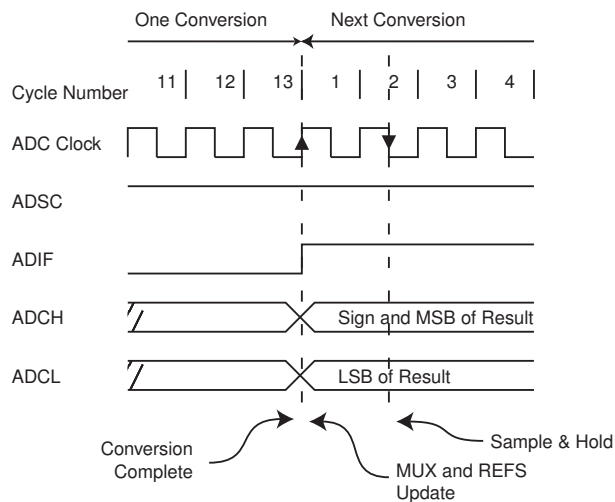 One Conversion Next Conversion
Cycle Number 11 12 13 1 2 3 4
ADC Clock
ADSC
ADIF
ADCH Sign and MSB of Result
ADCL LSB of Result
Conversion
Complete
MUX and REFS
Update
Sample & Hold